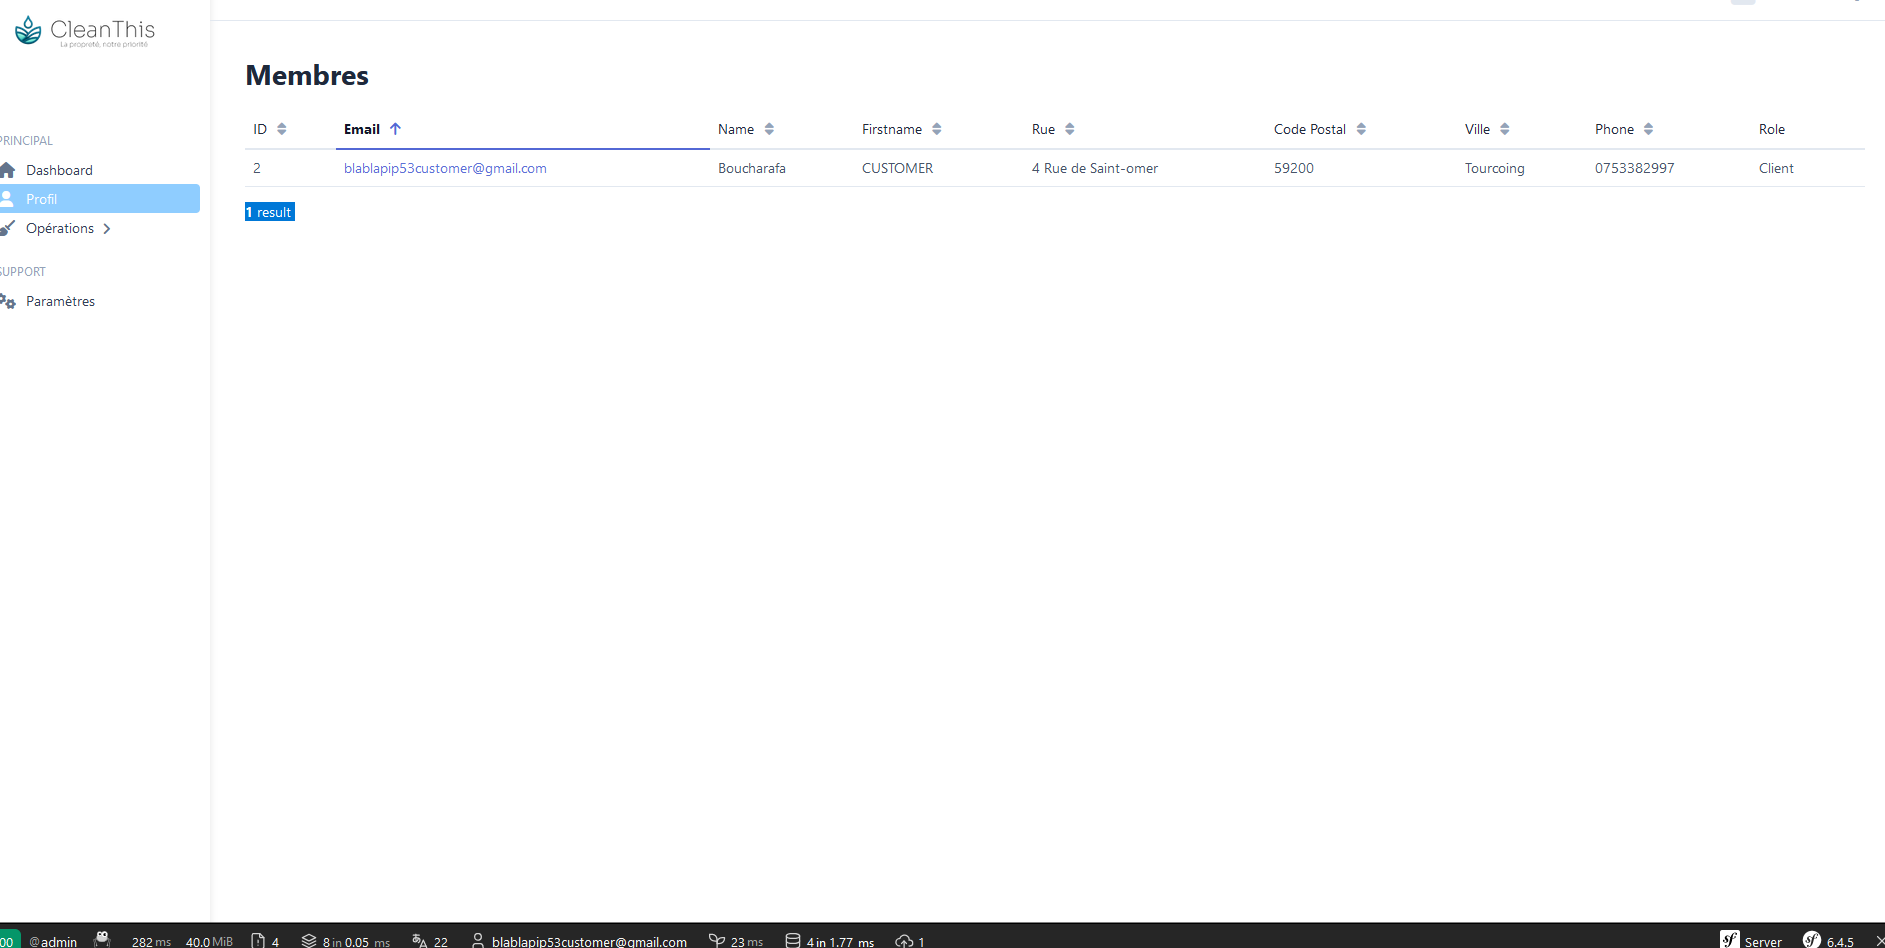 CleanThis
La propreté, notre priorité
PRINCIPAL
Dashboard
Profil
Opérations
SUPPORT
Paramètres
Membres
ID Email Name Firstname Rue Code Postal Ville Phone Role
2 blablapip53customer@gmail.com Boucharafa CUSTOMER 4 Rue de Saint-omer 59200 Tourcoing 0753382997 Client
1 result
00 @admin 282 ms 40.0 MiB 4 8 in 0.05 ms 22 blablapip53customer@gmail.com 23 ms 4 in 1.77 ms 1 Server 6.4.5